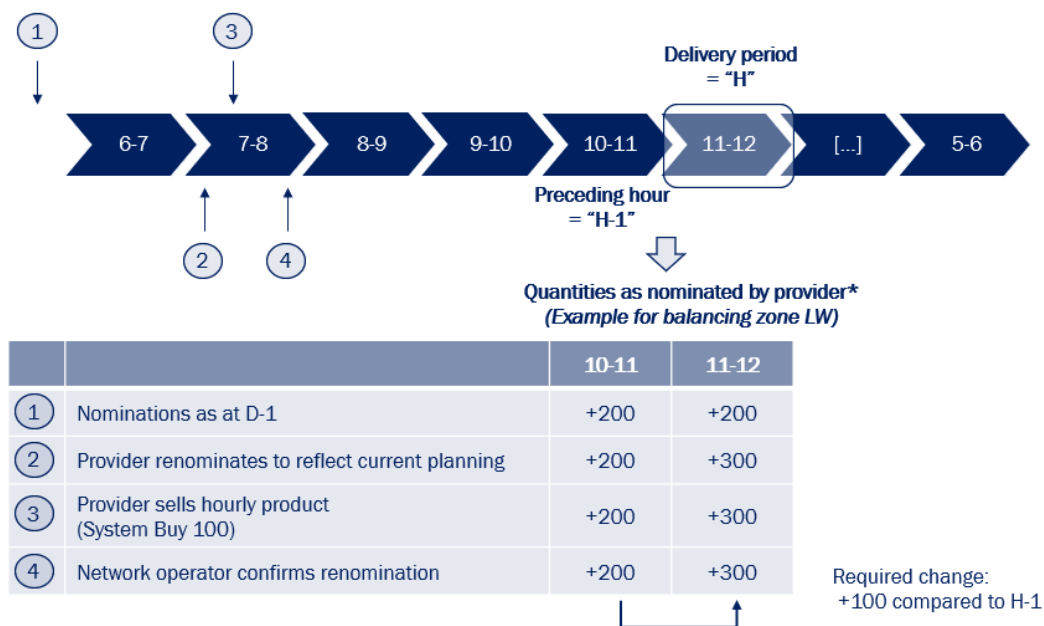 1
3
Delivery period
= “H”
6-7 7-8 8-9 9-10 10-11 11-12 [...] 5-6
Preceding hour
= “H-1”
2
4
Quantities as nominated by provider*
(Example for balancing zone LW)
10-11 11-12
1 Nominations as at D-1 +200 +200
2 Provider renominates to reflect current planning +200 +300
3 Provider sells hourly product
(System Buy 100) +200 +300
4 Network operator confirms renomination +200 +300
Required change:
+100 compared to H-1